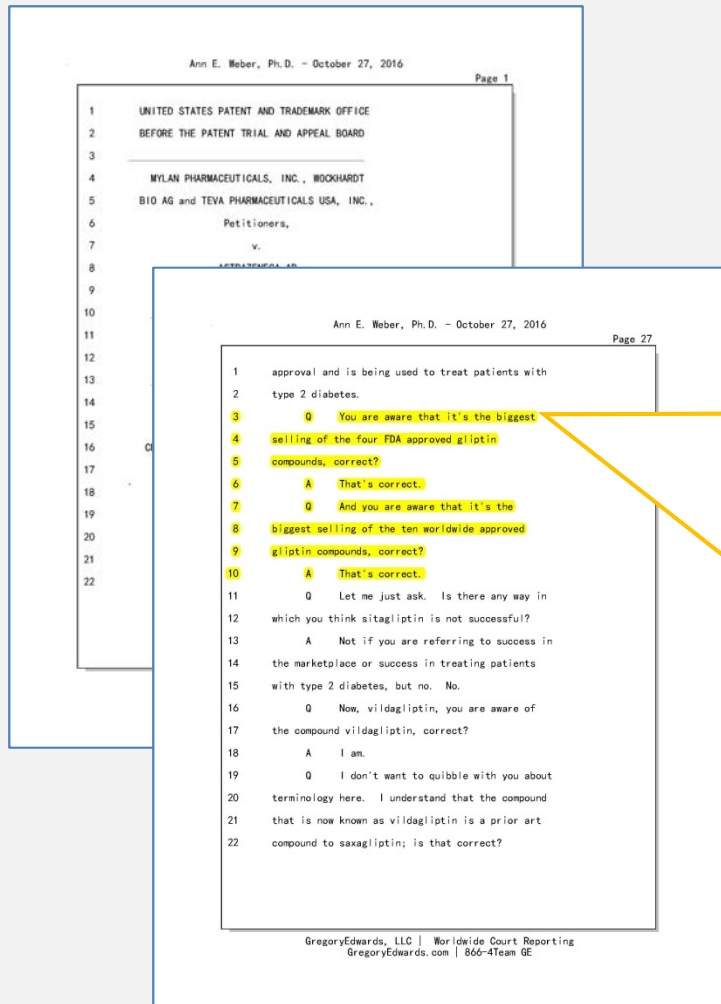 Ann E. Weber, Ph.D. - October 27, 2016
Page 1
1 UNITED STATES PATENT AND TRADEMARK OFFICE
2 BEFORE THE PATENT TRIAL AND APPEAL BOARD
3
4 MYLAN PHARMACEUTICALS, INC., WOCKHARDT
5 BIO AG and TEVA PHARMACEUTICALS USA, INC.,
6 Petitioners,
7 v.
8
9
10
11
12
13
14
15
16
17
18
19
20
21
22
Ann E. Weber, Ph.D. - October 27, 2016
Page 27
1 approval and is being used to treat patients with
2 type 2 diabetes.
3 Q You are aware that it's the biggest
4 selling of the four FDA approved gliptin
5 compounds, correct?
6 A That's correct.
7 Q And you are aware that it's the
8 biggest selling of the ten worldwide approved
9 gliptin compounds, correct?
10 A That's correct.
11 Q Let me just ask. Is there any way in
12 which you think sitagliptin is not successful?
13 A Not if you are referring to success in
14 the marketplace or success in treating patients
15 with type 2 diabetes, but no. No.
16 Q Now, vildagliptin, you are aware of
17 the compound vildagliptin, correct?
18 A I am.
19 Q I don't want to quibble with you about
20 terminology here. I understand that the compound
21 that is now known as vildagliptin is a prior art
22 compound to saxagliptin; is that correct?
GregoryEdwards, LLC | Worldwide Court Reporting
GregoryEdwards.com | 866-4Team GE